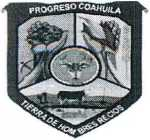 PROGRESO COAHUILA
TIERRA DE HOMBRES RECIOS